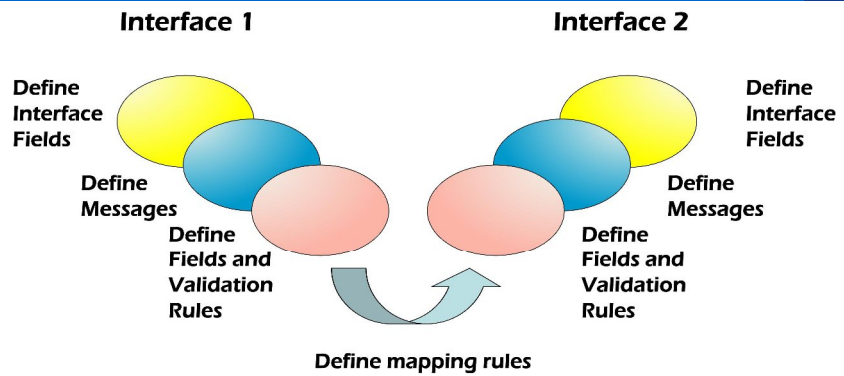 Interface 1
Interface 2
Define
Interface
Fields
Define
Messages
Define
Fields and
Validation
Rules
Define
Interface
Fields
Define
Messages
Define
Fields and
Validation
Rules
Define mapping rules